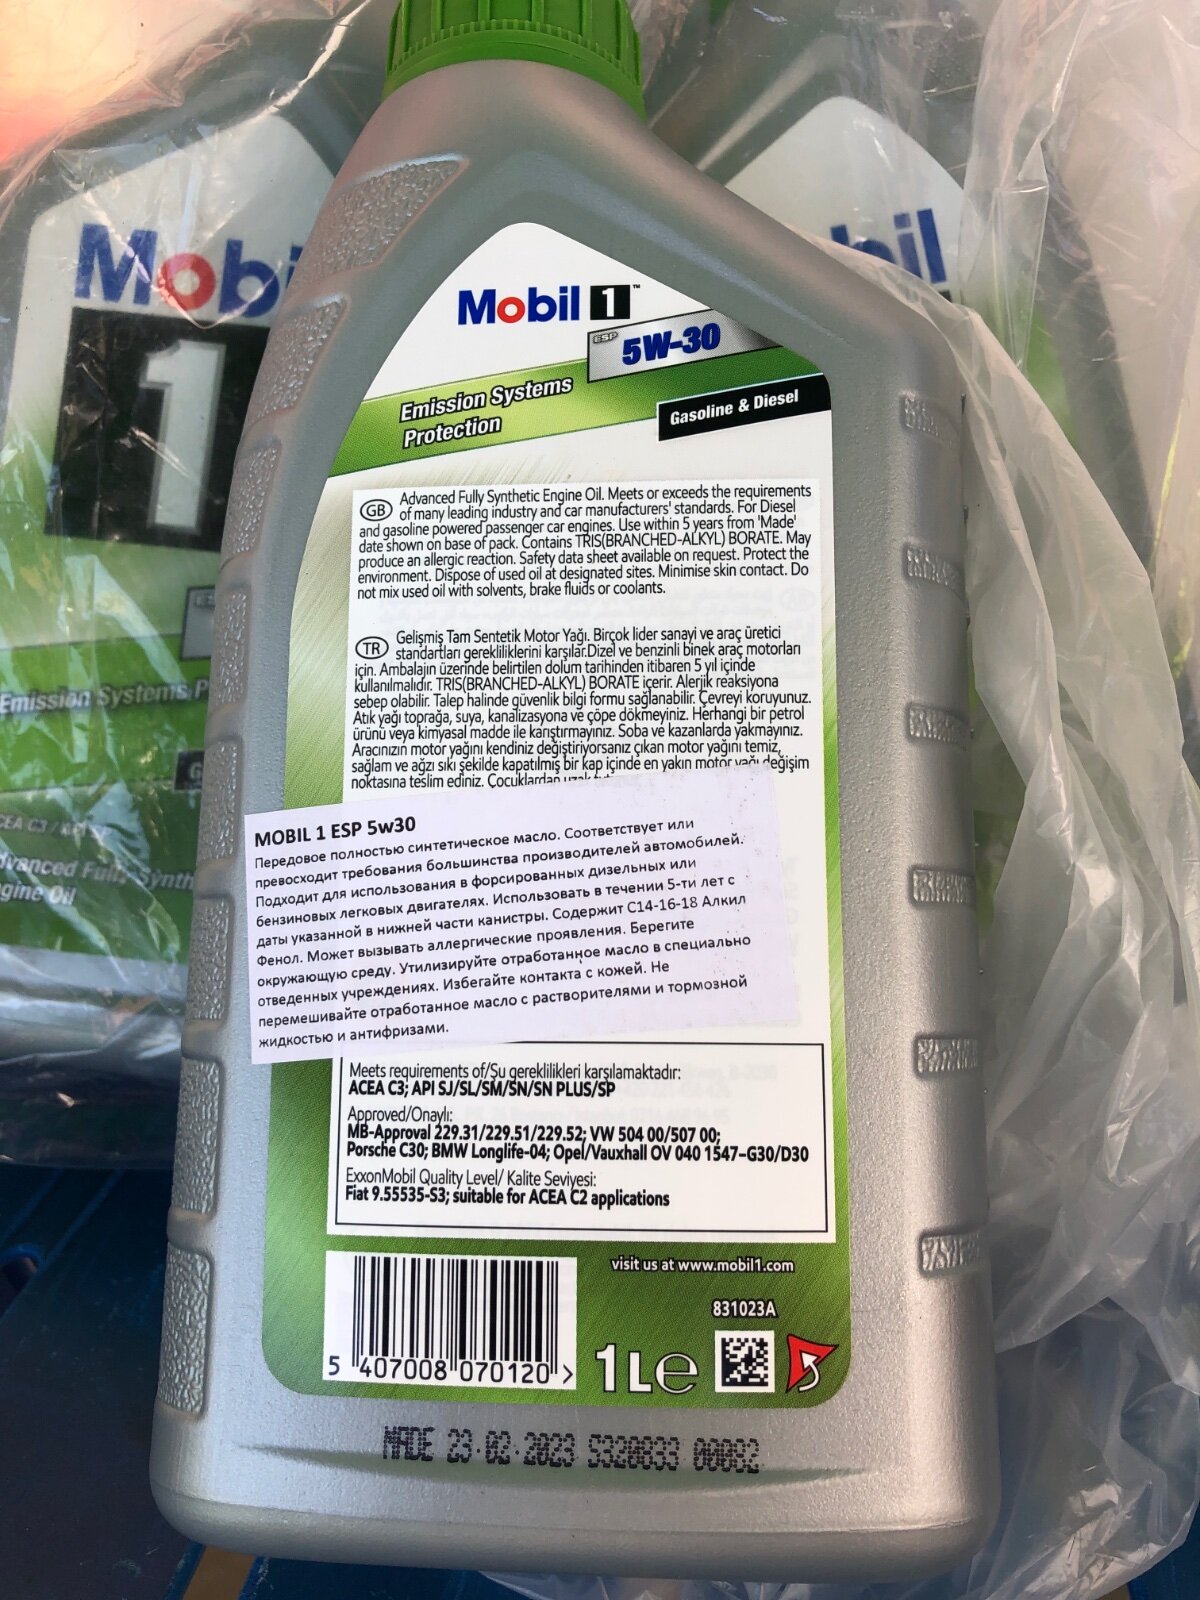 Mobil 1™
ESP 5W-30
Emission Systems
Protection
Gasoline & Diesel
GB Advanced Fully Synthetic Engine Oil. Meets or exceeds the requirements
of many leading industry and car manufacturers' standards. For Diesel
and gasoline powered passenger car engines. Use within 5 years from 'Made'
date shown on base of pack. Contains TRIS(BRANCHED-ALKYL) BORATE. May
produce an allergic reaction. Safety data sheet available on request. Protect the
environment. Dispose of used oil at designated sites. Minimise skin contact. Do
not mix used oil with solvents, brake fluids or coolants.
TR Gelişmiş Tam Sentetik Motor Yağı. Birçok lider sanayi ve araç üretici
standartları gerekliliklerini karşılar.Dizel ve benzinli binek araç motorları
için. Ambalajın üzerinde belirtilen dolum tarihinden itibaren 5 yıl içinde
kullanılmalıdır. TRIS(BRANCHED-ALKYL) BORATE içerir. Alerjik reaksiyona
sebep olabilir. Talep halinde güvenlik bilgi formu sağlanabilir. Çevreyi koruyunuz.
Atık yağı toprağa, suya, kanalizasyona ve çöpe dökmeyiniz. Herhangi bir petrol
ürünü veya kimyasal madde ile karıştırmayınız. Soba ve kazanlarda yakmayınız.
Aracınızın motor yağını kendiniz değiştiriyorsanız çıkan motor yağını temiz,
sağlam ve ağzı sıkı şekilde kapatılmış bir kap içinde en yakın motor yağı değişim
noktasına teslim ediniz. Çocuklardan uzak
MOBIL 1 ESP 5w30
Передовое полностью синтетическое масло. Соответствует или
превосходит требования большинства производителей автомобилей.
Подходит для использования в форсированных дизельных или
бензиновых легковых двигателях. Использовать в течении 5-ти лет с
даты указанной в нижней части канистры. Содержит С14-16-18 Алкил
Фенол. Может вызывать аллергические проявления. Берегите
окружающую среду. Утилизируйте отработанное масло в специально
отведенных учреждениях. Избегайте контакта с кожей. Не
перемешивайте отработанное масло с растворителями и тормозной
жидкостью и антифризами.
Meets requirements of/Şu gereklilikleri karşılamaktadır:
ACEA C3; API SJ/SL/SM/SN/SN PLUS/SP
Approved/Onaylı:
MB-Approval 229.31/229.51/229.52; VW 504 00/507 00;
Porsche C30; BMW Longlife-04; Opel/Vauxhall OV 040 1547-G30/D30
ExxonMobil Quality Level/ Kalite Seviyesi:
Fiat 9.55535-S3; suitable for ACEA C2 applications
visit us at www.mobil1.com
831023A
5 407008 070120 >
1L℮
MADE 23·02·2023 5320833 00092
Mobil
1
Emission Systems P
ACEA C3 /
dvanced Fully Synth
gine Oil
bil